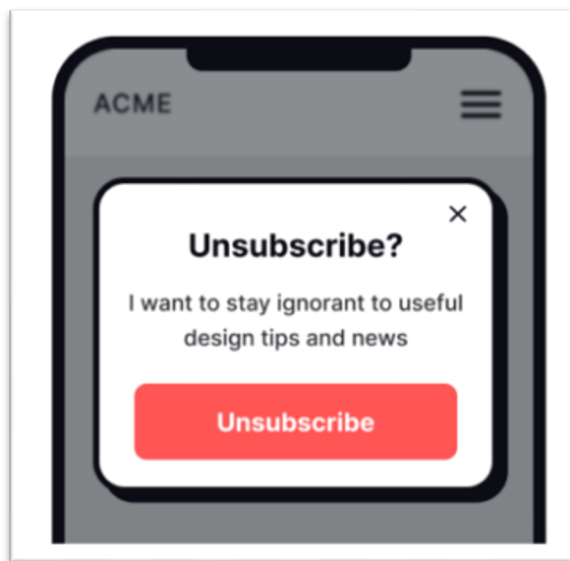 ACME
Unsubscribe?
I want to stay ignorant to useful
design tips and news
Unsubscribe